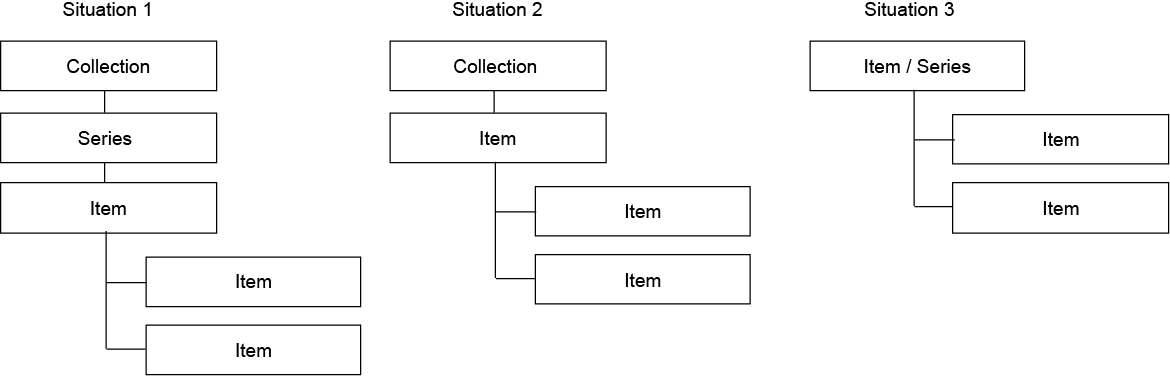 Situation 1
Collection
Series
Item
Item
Item
Situation 2
Collection
Item
Item
Item
Situation 3
Item / Series
Item
Item